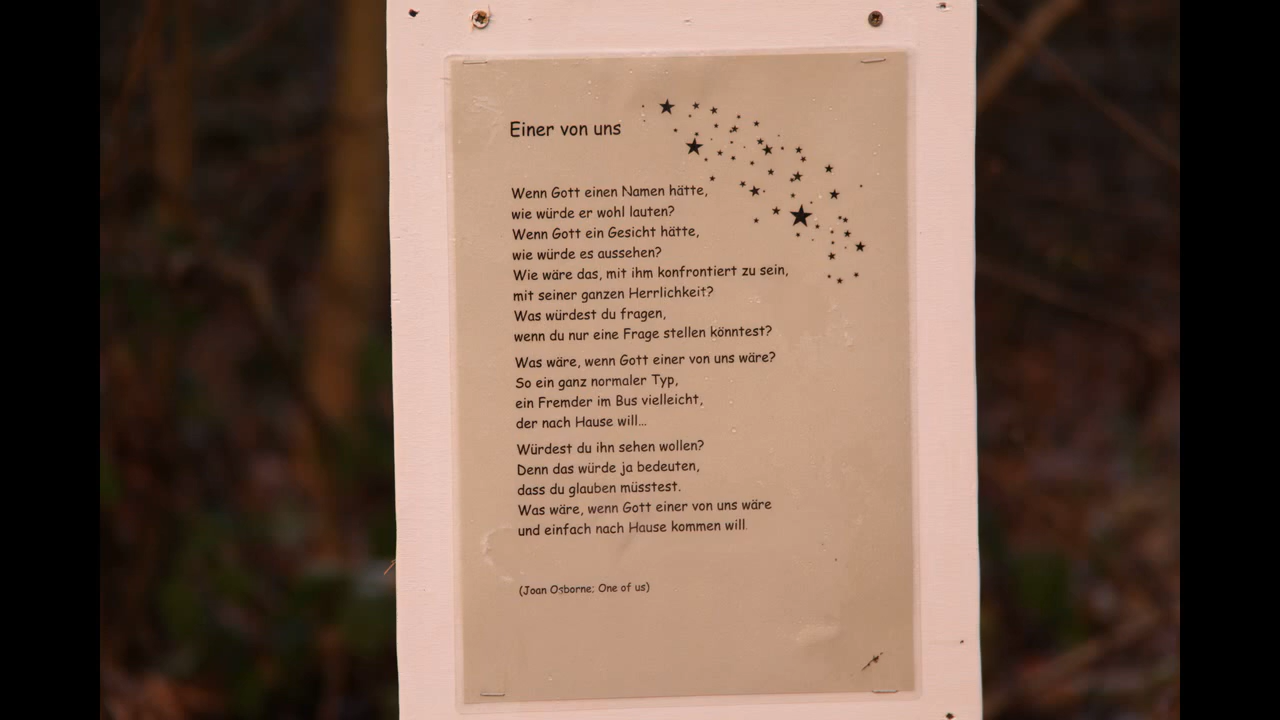 Einer von uns
Wenn Gott einen Namen hätte,
wie würde er wohl lauten?
Wenn Gott ein Gesicht hätte,
wie würde es aussehen?
Wie wäre das, mit ihm konfrontiert zu sein,
mit seiner ganzen Herrlichkeit?
Was würdest du fragen,
wenn du nur eine Frage stellen könntest?
Was wäre, wenn Gott einer von uns wäre?
So ein ganz normaler Typ,
ein Fremder im Bus vielleicht,
der nach Hause will...
Würdest du ihn sehen wollen?
Denn das würde ja bedeuten,
dass du glauben müsstest.
Was wäre, wenn Gott einer von uns wäre
und einfach nach Hause kommen will.
(Joan Osborne; One of us)